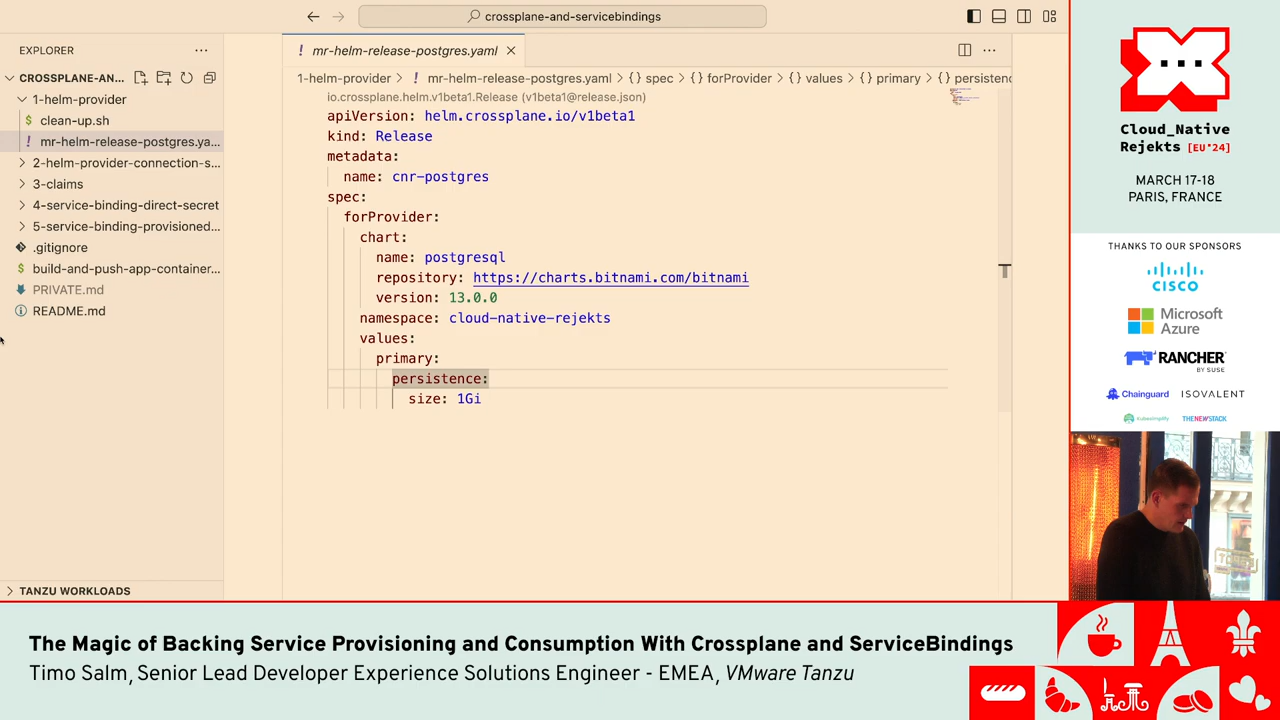 crossplane-and-servicebindings
EXPLORER
CROSSPLANE-AN...
1-helm-provider
clean-up.sh
mr-helm-release-postgres.ya...
2-helm-provider-connection-s...
3-claims
4-service-binding-direct-secret
5-service-binding-provisioned...
.gitignore
build-and-push-app-container...
PRIVATE.md
README.md
TANZU WORKLOADS
mr-helm-release-postgres.yaml
1-helm-provider > ! mr-helm-release-postgres.yaml > {} spec > {} forProvider > {} values > {} primary > {} persistenc
io.crossplane.helm.v1beta1.Release (v1beta1@release.json)
apiVersion: helm.crossplane.io/v1beta1
kind: Release
metadata:
name: cnr-postgres
spec:
forProvider:
chart:
name: postgresql
repository: https://charts.bitnami.com/bitnami
version: 13.0.0
namespace: cloud-native-rejekts
values:
primary:
persistence:
size: 1Gi
Cloud_Native
Rejekts [EU'24]
MARCH 17-18
PARIS, FRANCE
THANKS TO OUR SPONSORS
CISCO
Microsoft
Azure
RANCHER
BY SUSE
Chainguard
ISOVALENT
Kubesimplify
THENEWSTACK
The Magic of Backing Service Provisioning and Consumption With Crossplane and ServiceBindings
Timo Salm, Senior Lead Developer Experience Solutions Engineer - EMEA, VMware Tanzu